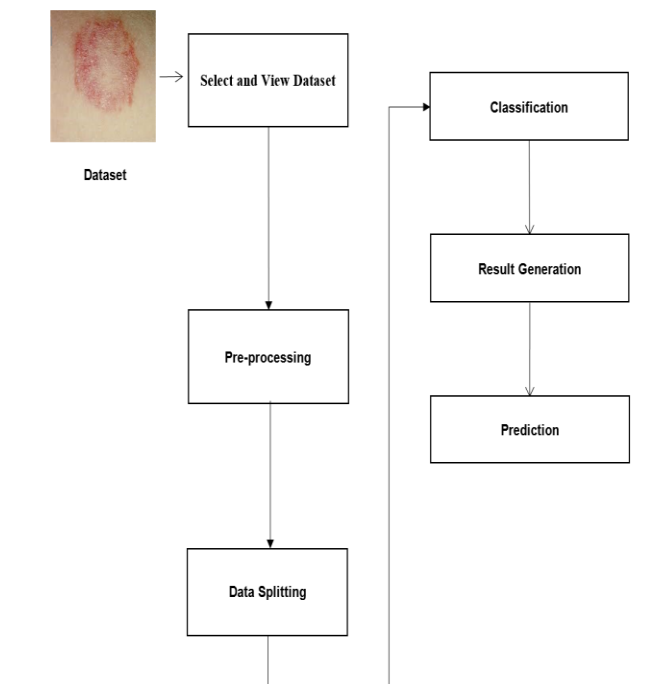 Select and View Dataset
Dataset
Pre-processing
Data Splitting
Classification
Result Generation
Prediction